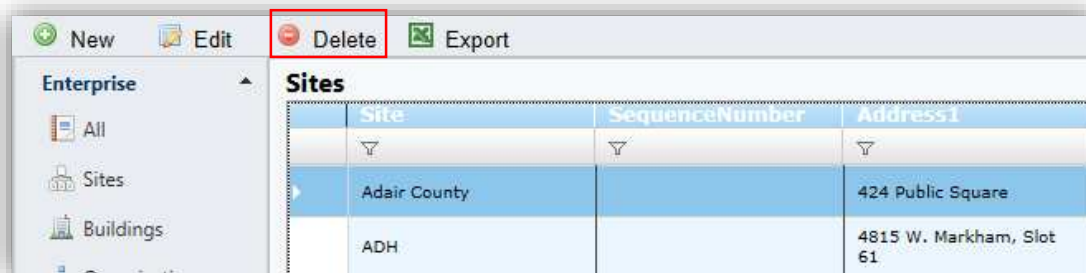 New Edit Delete Export
Enterprise
All
Sites
Buildings
Sites
Site SequenceNumber Address1
Adair County 424 Public Square
ADH 4815 W. Markham, Slot
61